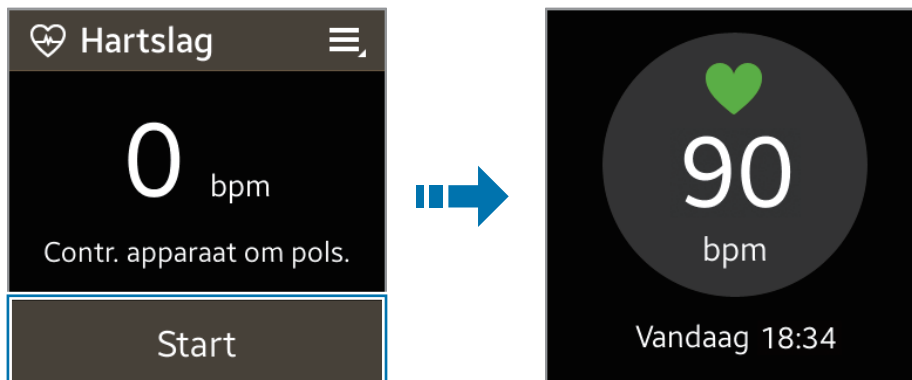 Hartslag
0 bpm
Contr. apparaat om pols.
Start
90
bpm
Vandaag 18:34